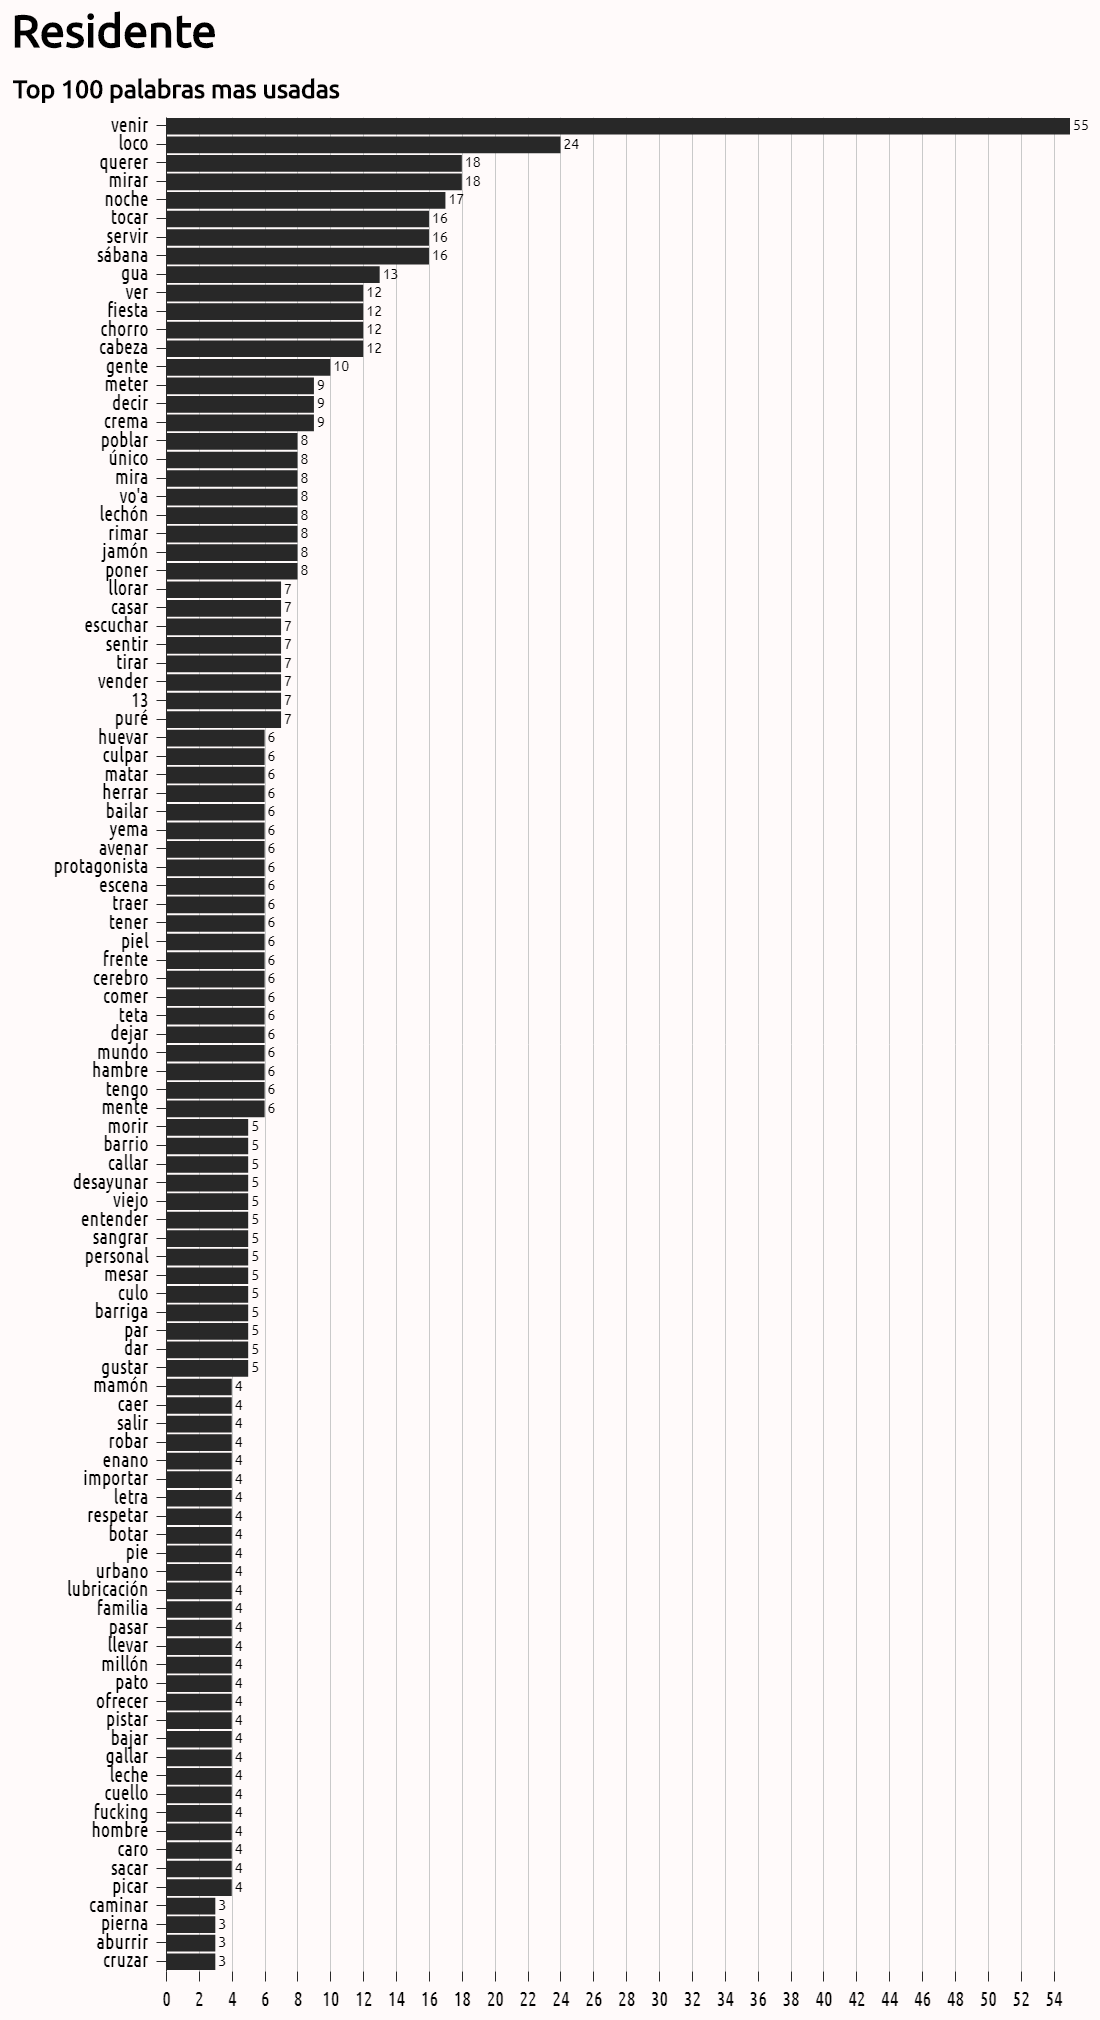 Residente
Top 100 palabras mas usadas
venir 55
loco 24
querer 18
mirar 18
noche 17
tocar 16
servir 16
sábana 16
gua 13
ver 12
fiesta 12
chorro 12
cabeza 12
gente 10
meter 9
decir 9
crema 9
poblar 8
único 8
mira 8
vo'a 8
lechón 8
rimar 8
jamón 8
poner 8
llorar 7
casar 7
escuchar 7
sentir 7
tirar 7
vender 7
13 7
puré 7
huevar 6
culpar 6
matar 6
herrar 6
bailar 6
yema 6
avenar 6
protagonista 6
escena 6
traer 6
tener 6
piel 6
frente 6
cerebro 6
comer 6
teta 6
dejar 6
mundo 6
hambre 6
tengo 6
mente 6
morir 5
barrio 5
callar 5
desayunar 5
viejo 5
entender 5
sangrar 5
personal 5
mesar 5
culo 5
barriga 5
par 5
dar 5
gustar 5
mamón 4
caer 4
salir 4
robar 4
enano 4
importar 4
letra 4
respetar 4
botar 4
pie 4
urbano 4
lubricación 4
familia 4
pasar 4
llevar 4
millón 4
pato 4
ofrecer 4
pistar 4
bajar 4
gallar 4
leche 4
cuello 4
fucking 4
hombre 4
caro 4
sacar 4
picar 4
caminar 3
pierna 3
aburrir 3
cruzar 3
0 2 4 6 8 10 12 14 16 18 20 22 24 26 28 30 32 34 36 38 40 42 44 46 48 50 52 54